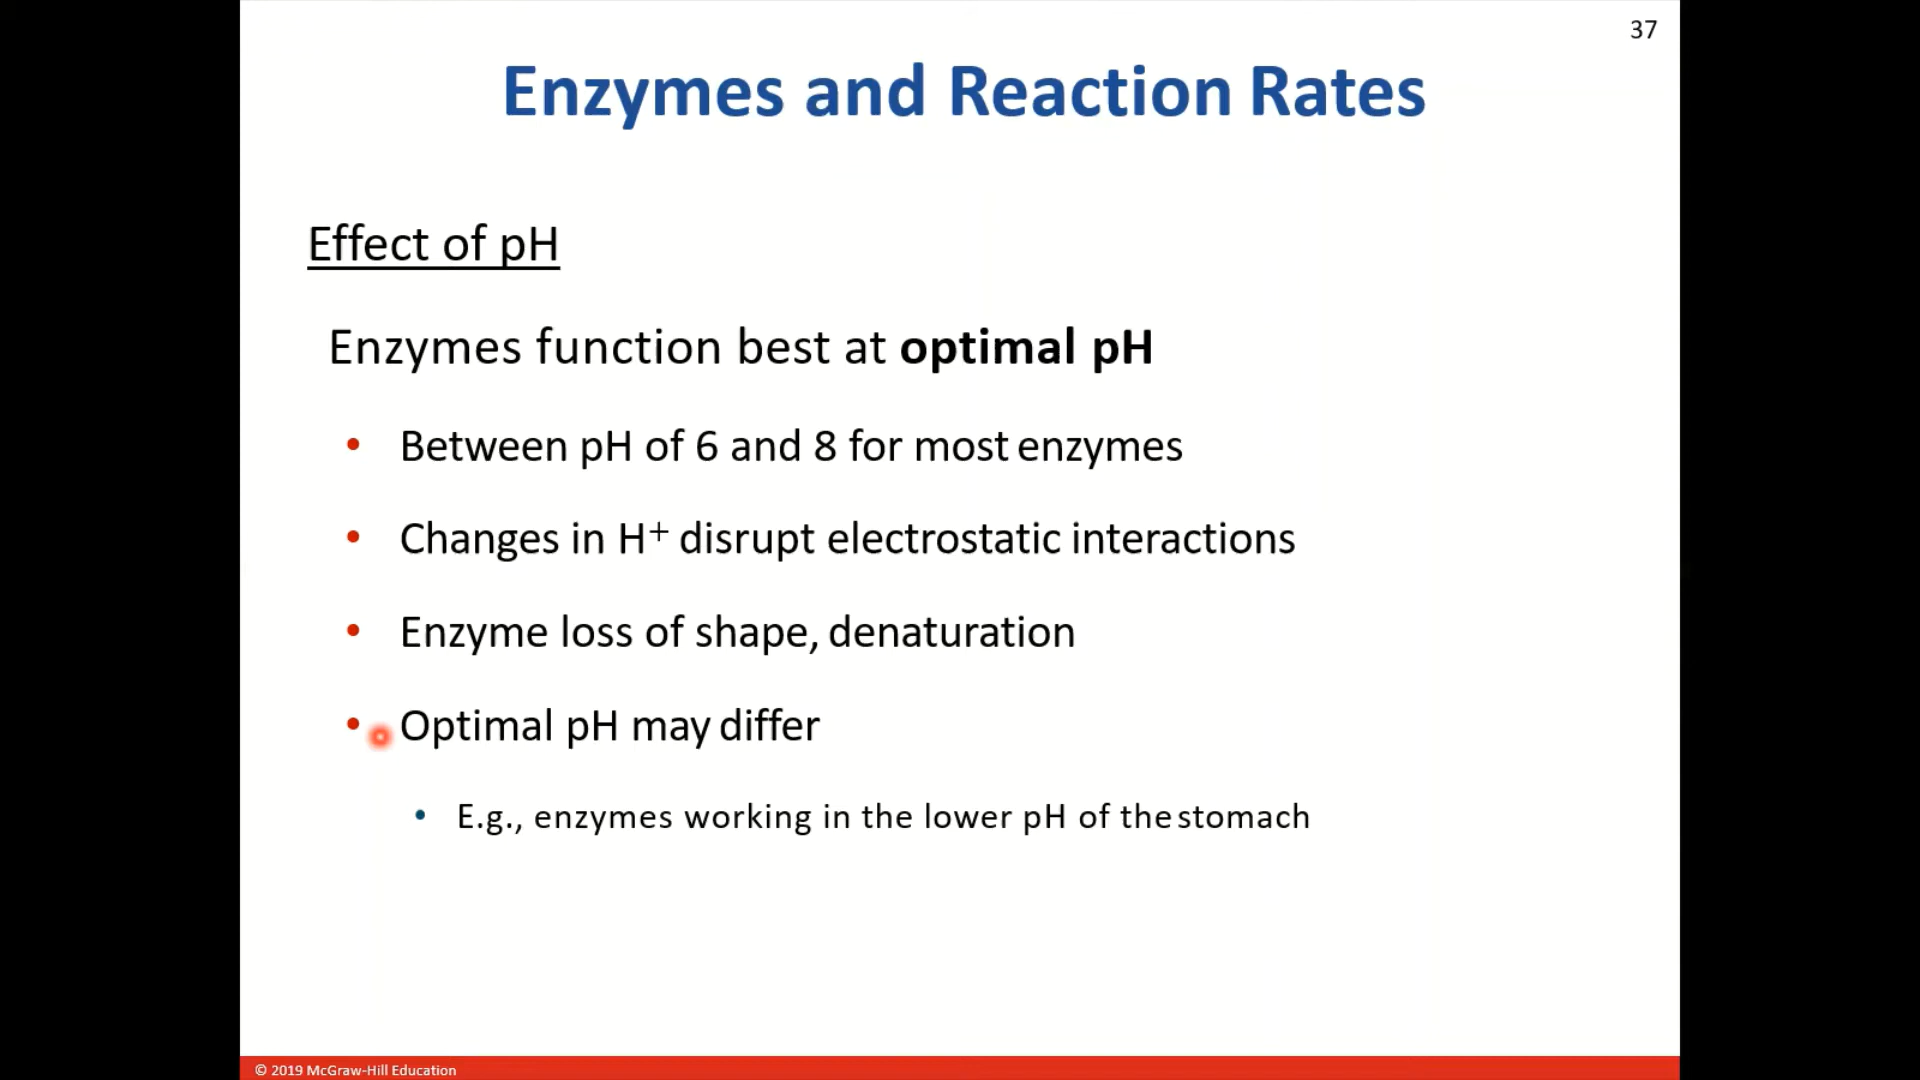 37
Enzymes and Reaction Rates
Effect of pH
Enzymes function best at optimal pH
• Between pH of 6 and 8 for most enzymes
• Changes in H⁺ disrupt electrostatic interactions
• Enzyme loss of shape, denaturation
• Optimal pH may differ
• E.g., enzymes working in the lower pH of the stomach
© 2019 McGraw-Hill Education